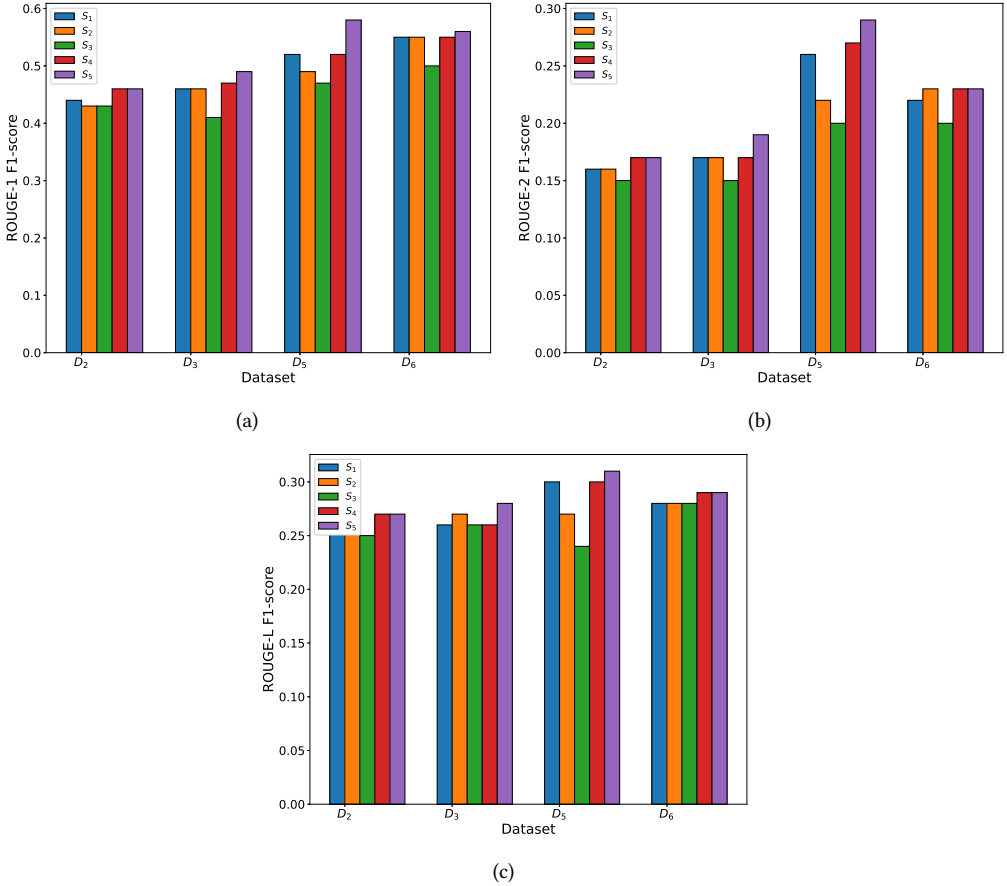 0.6
0.5
0.4
0.3
0.2
0.1
0.0
ROUGE-1 F1-score
S1
S2
S3
S4
S5
D2 D3 D5 D6
Dataset
(a)
0.30
0.25
0.20
0.15
0.10
0.05
0.00
ROUGE-2 F1-score
S1
S2
S3
S4
S5
D2 D3 D5 D6
Dataset
(b)
0.30
0.25
0.20
0.15
0.10
0.05
0.00
ROUGE-L F1-score
S1
S2
S3
S4
S5
D2 D3 D5 D6
Dataset
(c)